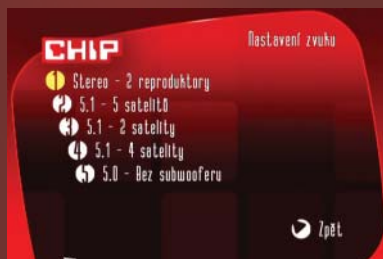 CHIP
Nastavení zvuku
1 Stereo - 2 reproduktory
2 5.1 - 5 satelitů
3 5.1 - 2 satelity
4 5.1 - 4 satelity
5 5.0 - Bez subwooferu
Zpět